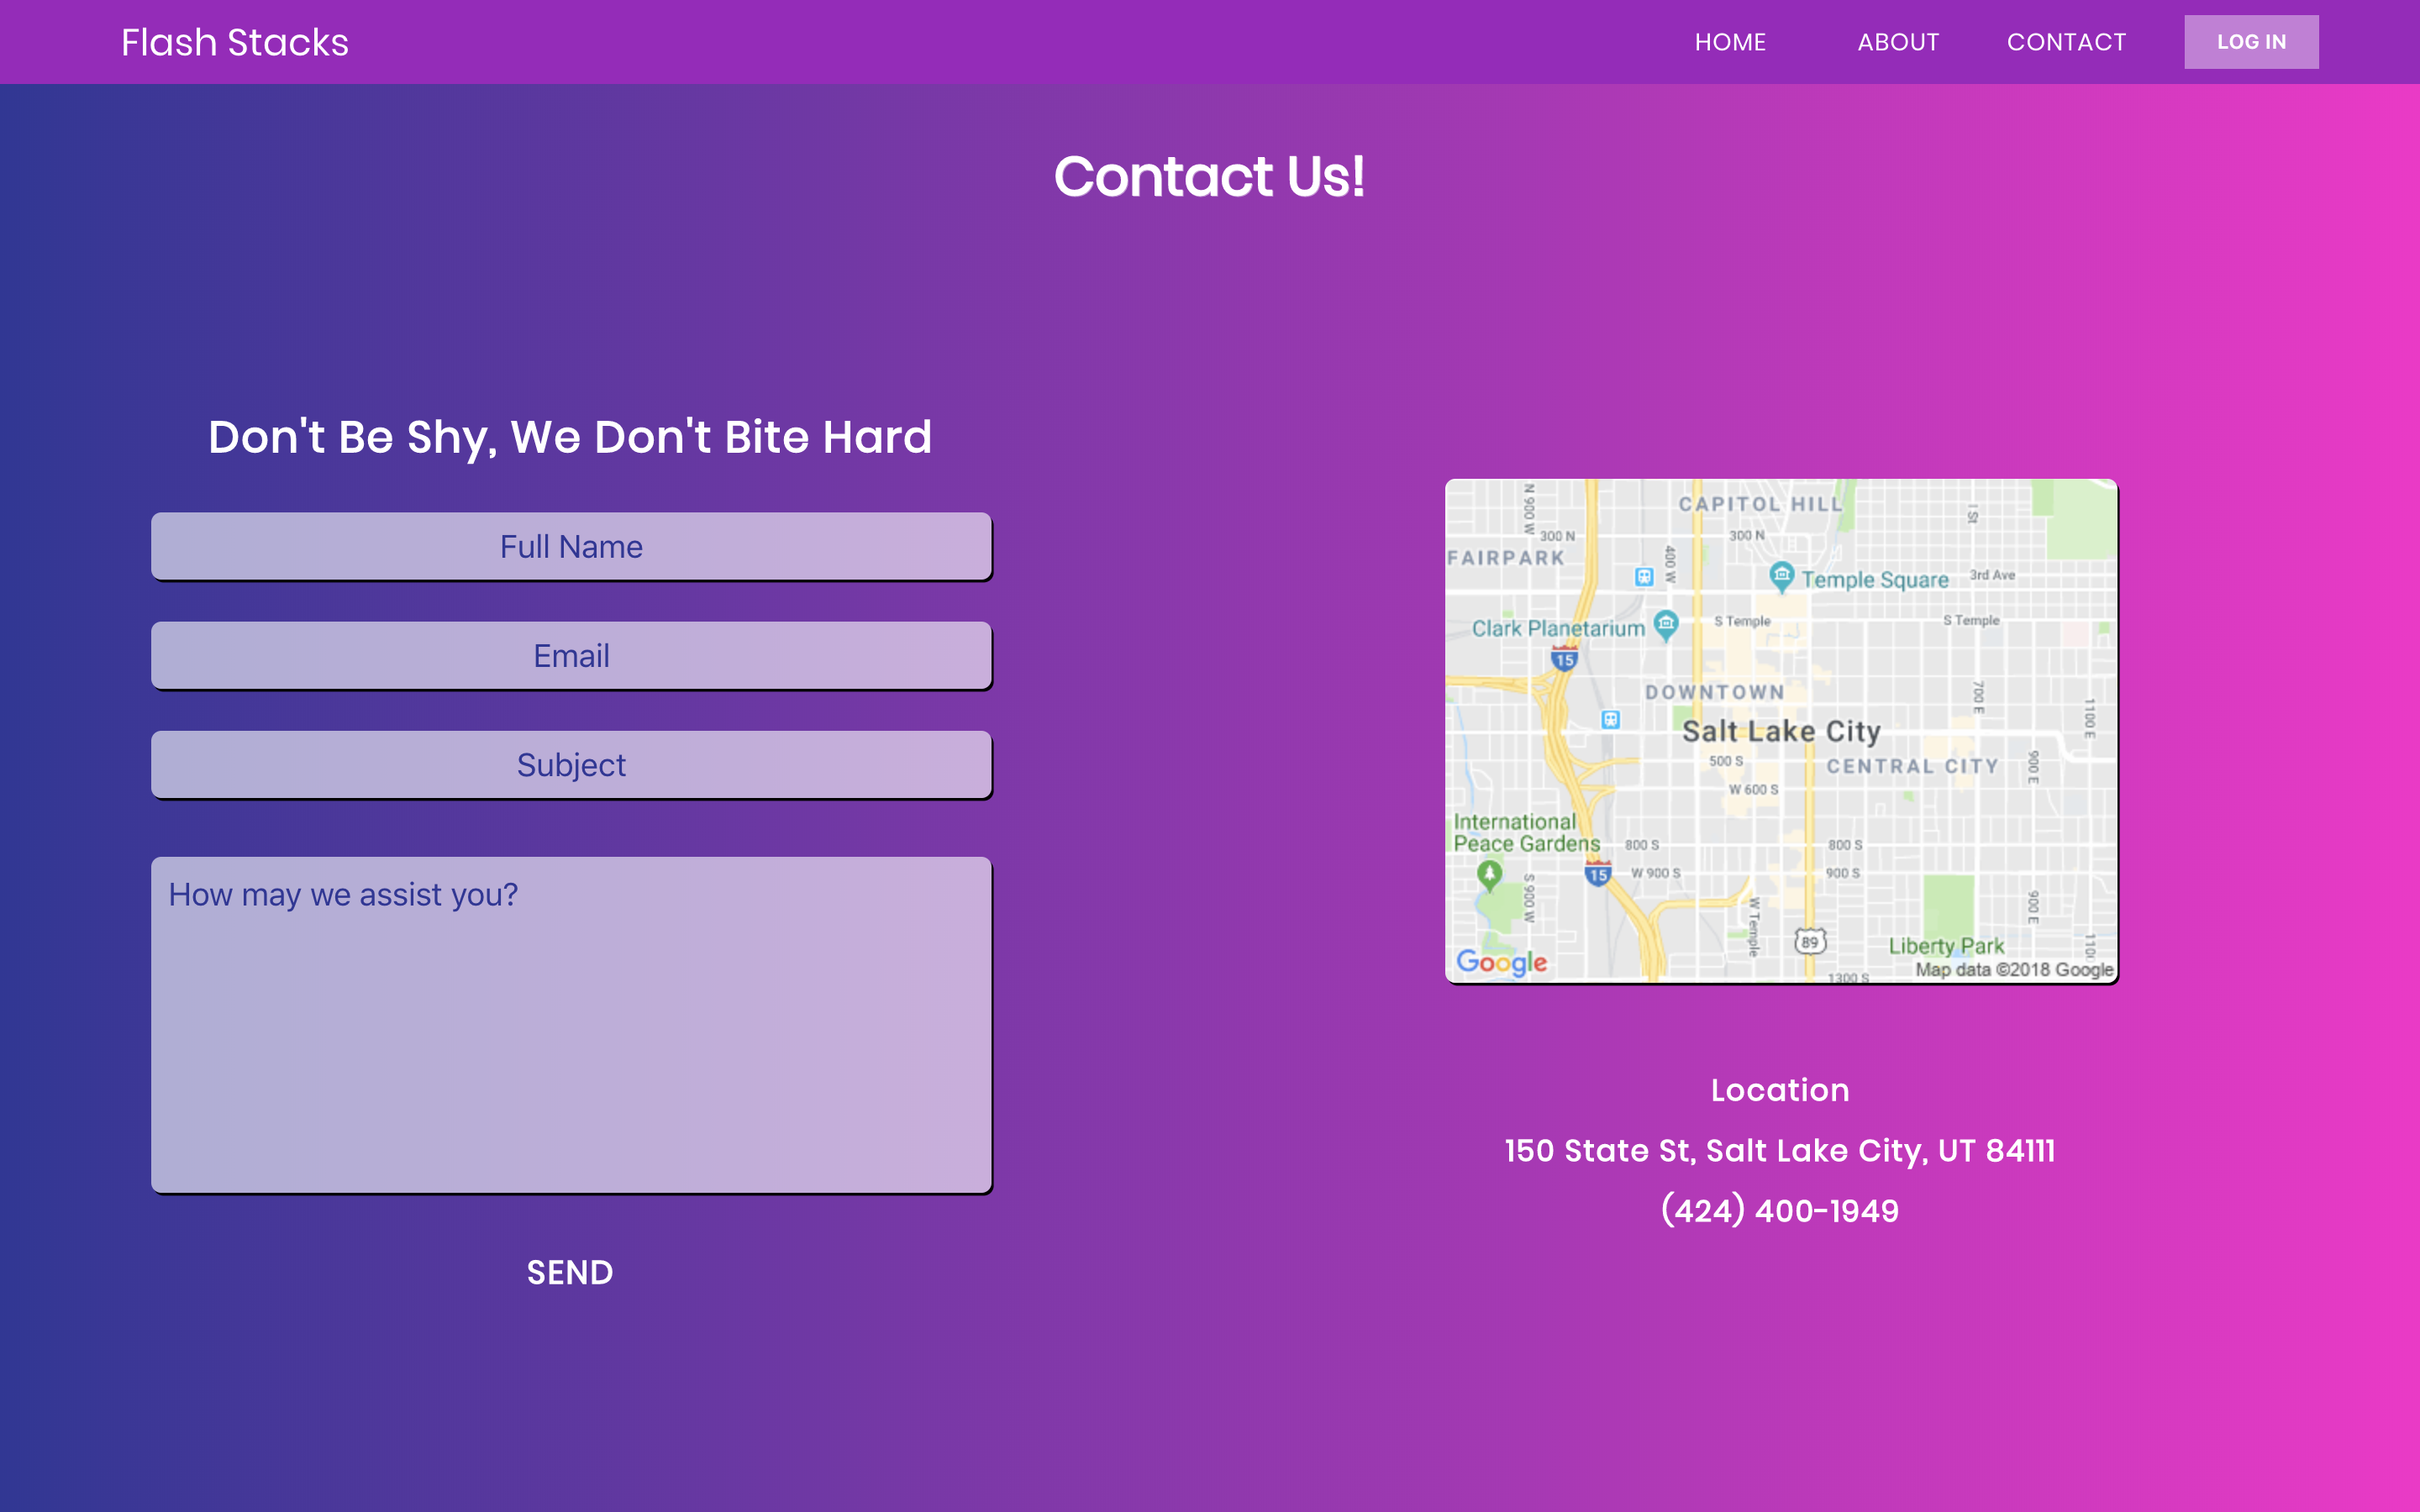 Flash Stacks
HOME ABOUT CONTACT LOG IN
Contact Us!
Don't Be Shy, We Don't Bite Hard
Full Name
Email
Subject
How may we assist you?
SEND
N 900 W
CAPITOL HILL
I St
300 N
300 N
FAIRPARK
400 W
Temple Square
3rd Ave
Clark Planetarium
S Temple
S Temple
15
DOWNTOWN
700 E
1100 E
Salt Lake City
500 S
CENTRAL CITY
900 E
W 600 S
International
Peace Gardens
800 S
800 S
15
W 900 S
900 S
S 900 W
900 E
W Temple
89
Liberty Park
1100
Google
Map data ©2018 Google
1300 S
Location
150 State St, Salt Lake City, UT 84111
(424) 400-1949